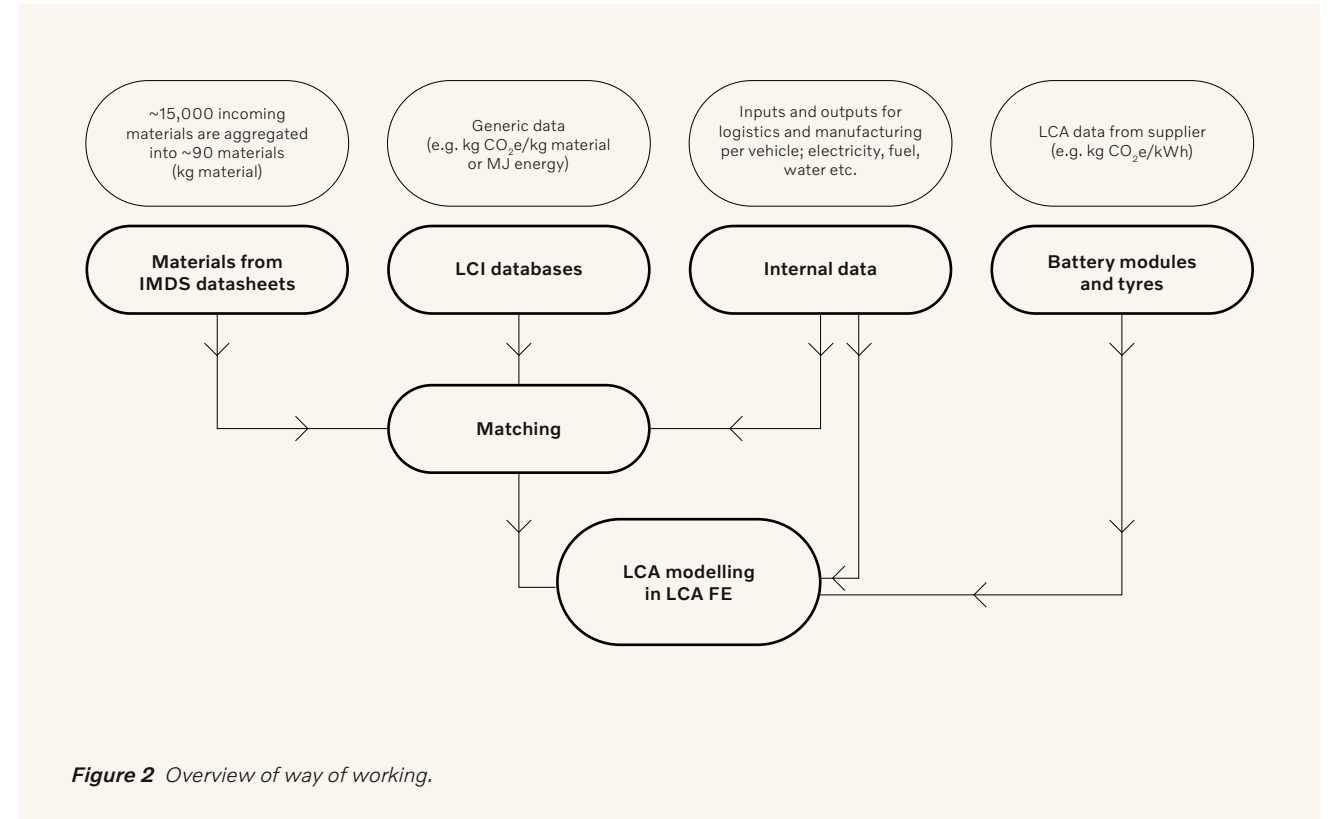 ~15,000 incoming
materials are aggregated
into ~90 materials
(kg material)
Generic data
(e.g. kg CO₂e/kg material
or MJ energy)
Inputs and outputs for
logistics and manufacturing
per vehicle; electricity, fuel,
water etc.
LCA data from supplier
(e.g. kg CO₂e/kWh)
Materials from
IMDS datasheets
LCI databases
Internal data
Battery modules
and tyres
Matching
LCA modelling
in LCA FE
Figure 2 Overview of way of working.